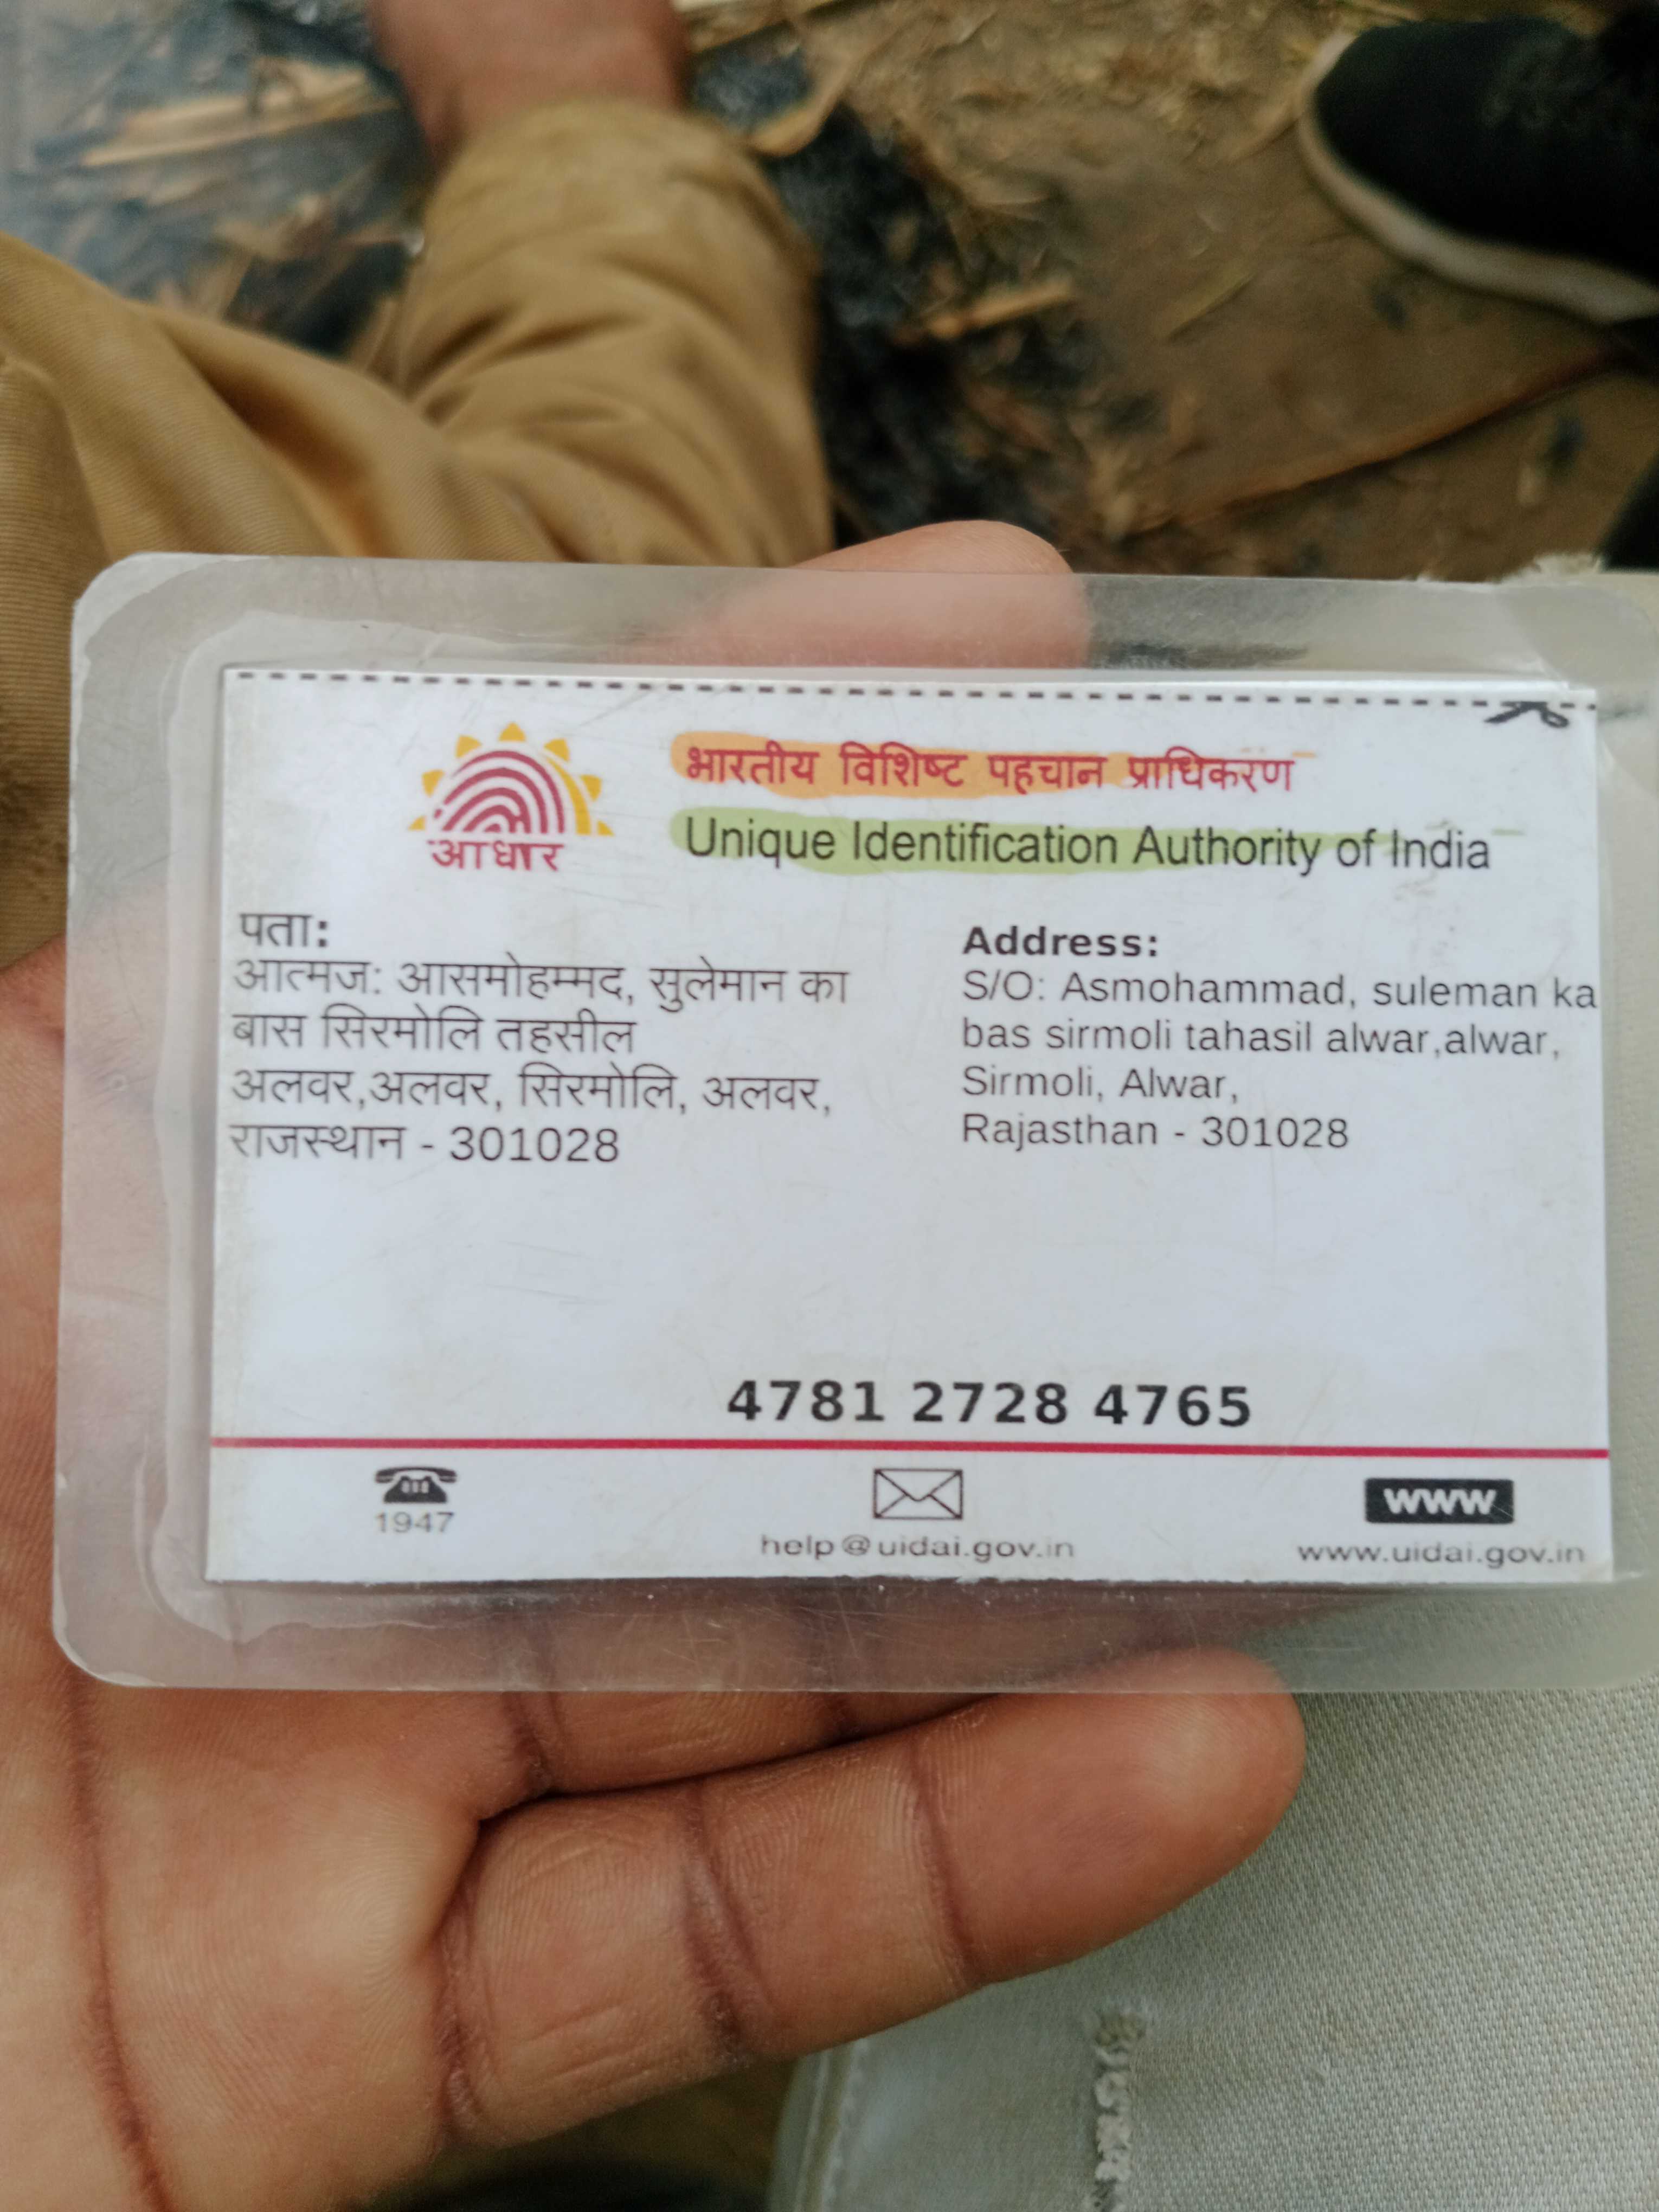 भारतीय विशिष्ट पहचान प्राधिकरण
Unique Identification Authority of India
आधार
पता:
आत्मज: आसमोहम्मद, सुलेमान का
बास सिरमोलि तहसील
अलवर,अलवर, सिरमोलि, अलवर,
राजस्थान - 301028
Address:
S/O: Asmohammad, suleman ka
bas sirmoli tahasil alwar,alwar,
Sirmoli, Alwar,
Rajasthan - 301028
4781 2728 4765
1947
help@uidai.gov.in
www
www.uidai.gov.in